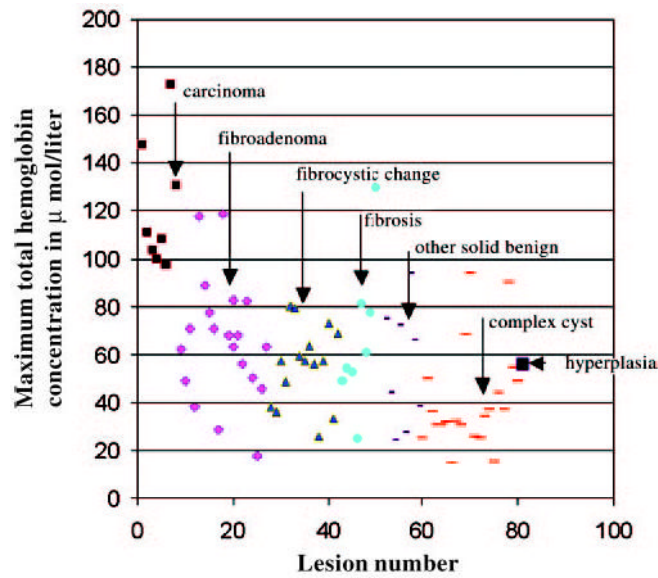 Maximum total hemoglobin
concentration in μ mol/liter
200
180
160
140
120
100
80
60
40
20
0
carcinoma
fibroadenoma
fibrocystic change
fibrosis
other solid benign
complex cyst
hyperplasia
0 20 40 60 80 100
Lesion number